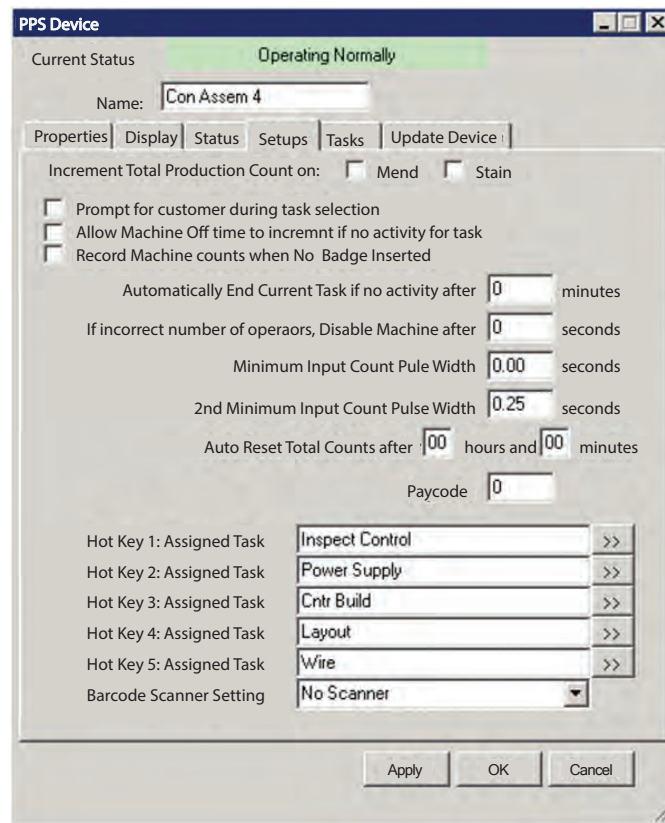 PPS Device
Current Status Operating Normally
Name: Con Assem 4
Properties Display Status Setups Tasks Update Device
Increment Total Production Count on: Mend Stain
Prompt for customer during task selection
Allow Machine Off time to incremnt if no activity for task
Record Machine counts when No Badge Inserted
Automatically End Current Task if no activity after 0 minutes
If incorrect number of operaors, Disable Machine after 0 seconds
Minimum Input Count Pule Width 0.00 seconds
2nd Minimum Input Count Pulse Width 0.25 seconds
Auto Reset Total Counts after 00 hours and 00 minutes
Paycode 0
Hot Key 1: Assigned Task Inspect Control >>
Hot Key 2: Assigned Task Power Supply >>
Hot Key 3: Assigned Task Cntr Build >>
Hot Key 4: Assigned Task Layout >>
Hot Key 5: Assigned Task Wire >>
Barcode Scanner Setting No Scanner
Apply OK Cancel